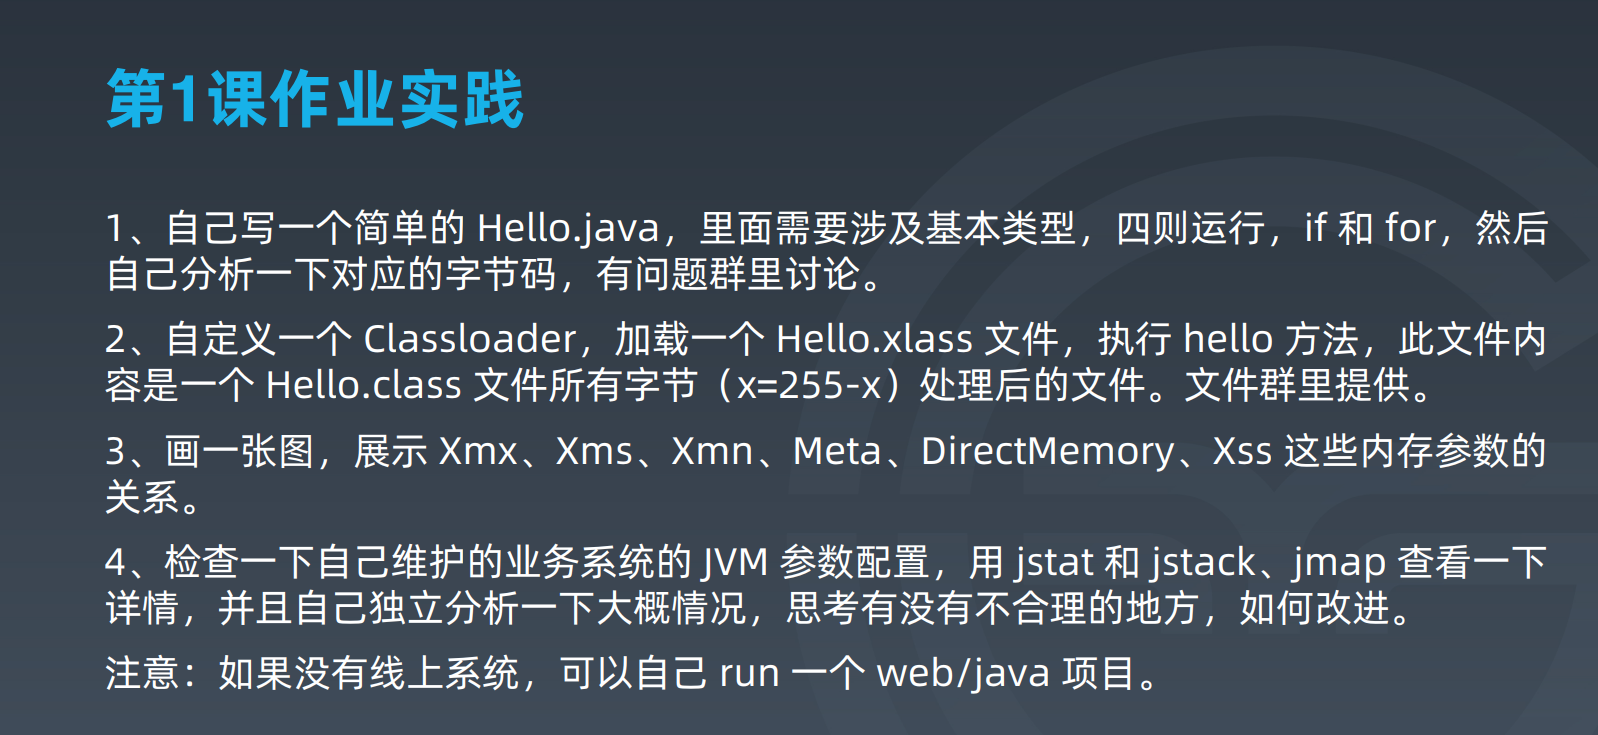 第1课作业实践
1、自己写一个简单的 Hello.java，里面需要涉及基本类型，四则运行，if 和 for，然后
自己分析一下对应的字节码，有问题群里讨论。
2、自定义一个 Classloader，加载一个 Hello.xlass 文件，执行 hello 方法，此文件内
容是一个 Hello.class 文件所有字节（x=255-x）处理后的文件。文件群里提供。
3、画一张图，展示 Xmx、Xms、Xmn、Meta、DirectMemory、Xss 这些内存参数的
关系。
4、检查一下自己维护的业务系统的 JVM 参数配置，用 jstat 和 jstack、jmap 查看一下
详情，并且自己独立分析一下大概情况，思考有没有不合理的地方，如何改进。
注意：如果没有线上系统，可以自己 run 一个 web/java 项目。